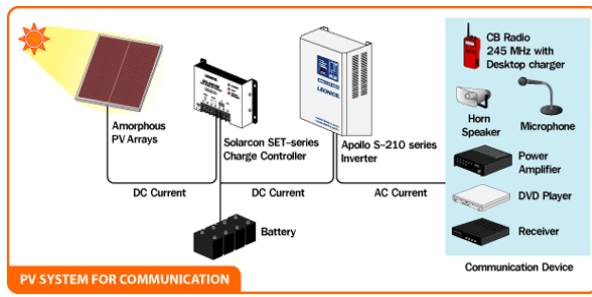 CB Radio
245 MHz with
Desktop charger
LEONICS
LEONICS
Horn
Speaker
Microphone
Amorphous
PV Arrays
Solarcon SET-series
Charge Controller
Apollo S-210 series
Inverter
Power
Amplifier
DC Current
DC Current
AC Current
DVD Player
Battery
Receiver
Communication Device
PV SYSTEM FOR COMMUNICATION